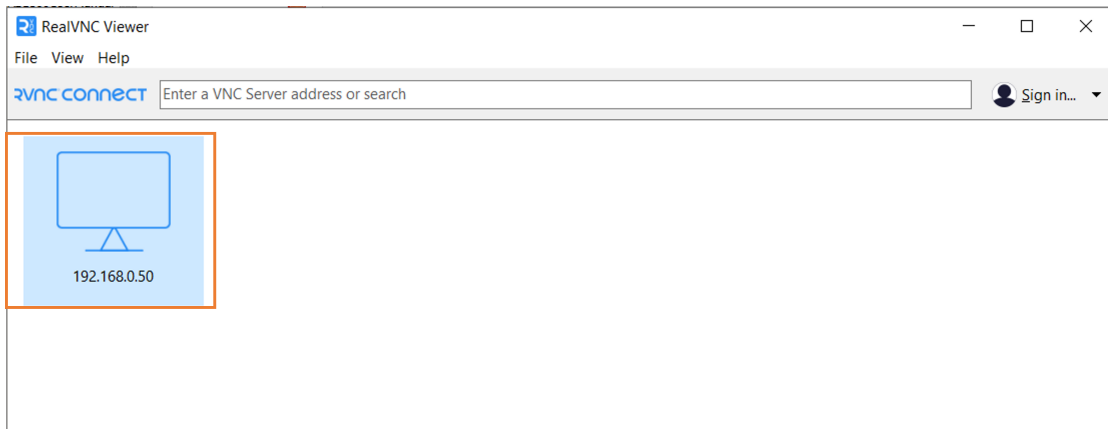 RealVNC Viewer
File View Help
RVNC CONNECT Enter a VNC Server address or search Sign in...
192.168.0.50